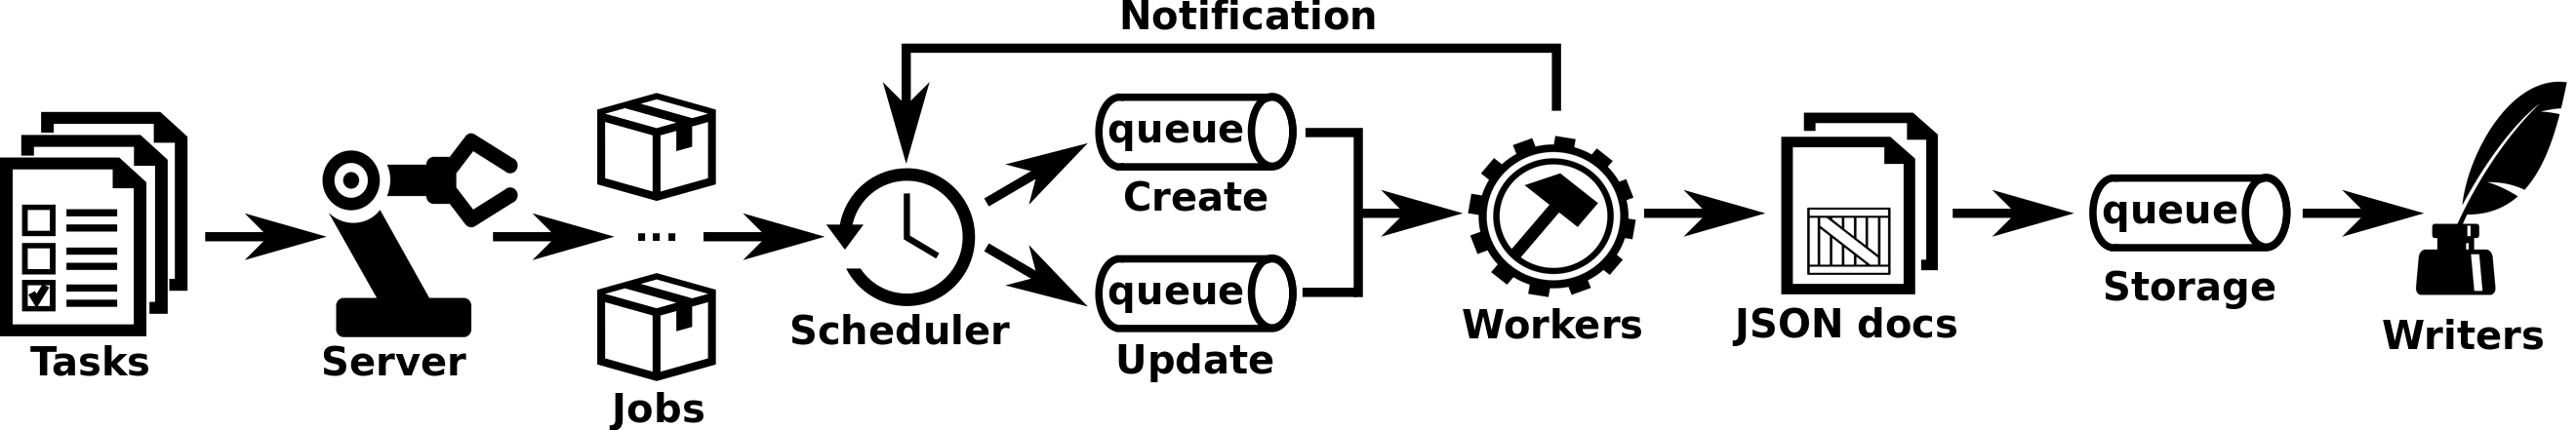 Notification
Tasks
Server
...
Jobs
Scheduler
queue
Create
queue
Update
Workers
JSON docs
queue
Storage
Writers